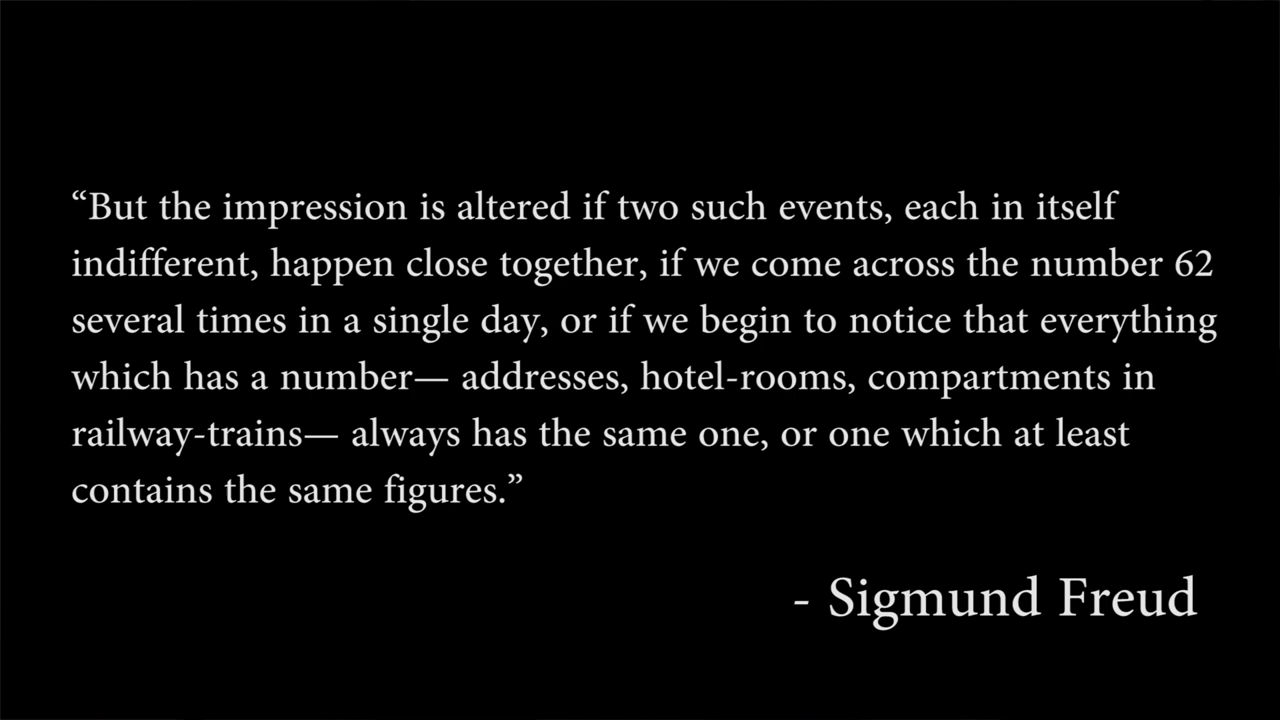 “But the impression is altered if two such events, each in itself
indifferent, happen close together, if we come across the number 62
several times in a single day, or if we begin to notice that everything
which has a number— addresses, hotel-rooms, compartments in
railway-trains— always has the same one, or one which at least
contains the same figures.”
- Sigmund Freud